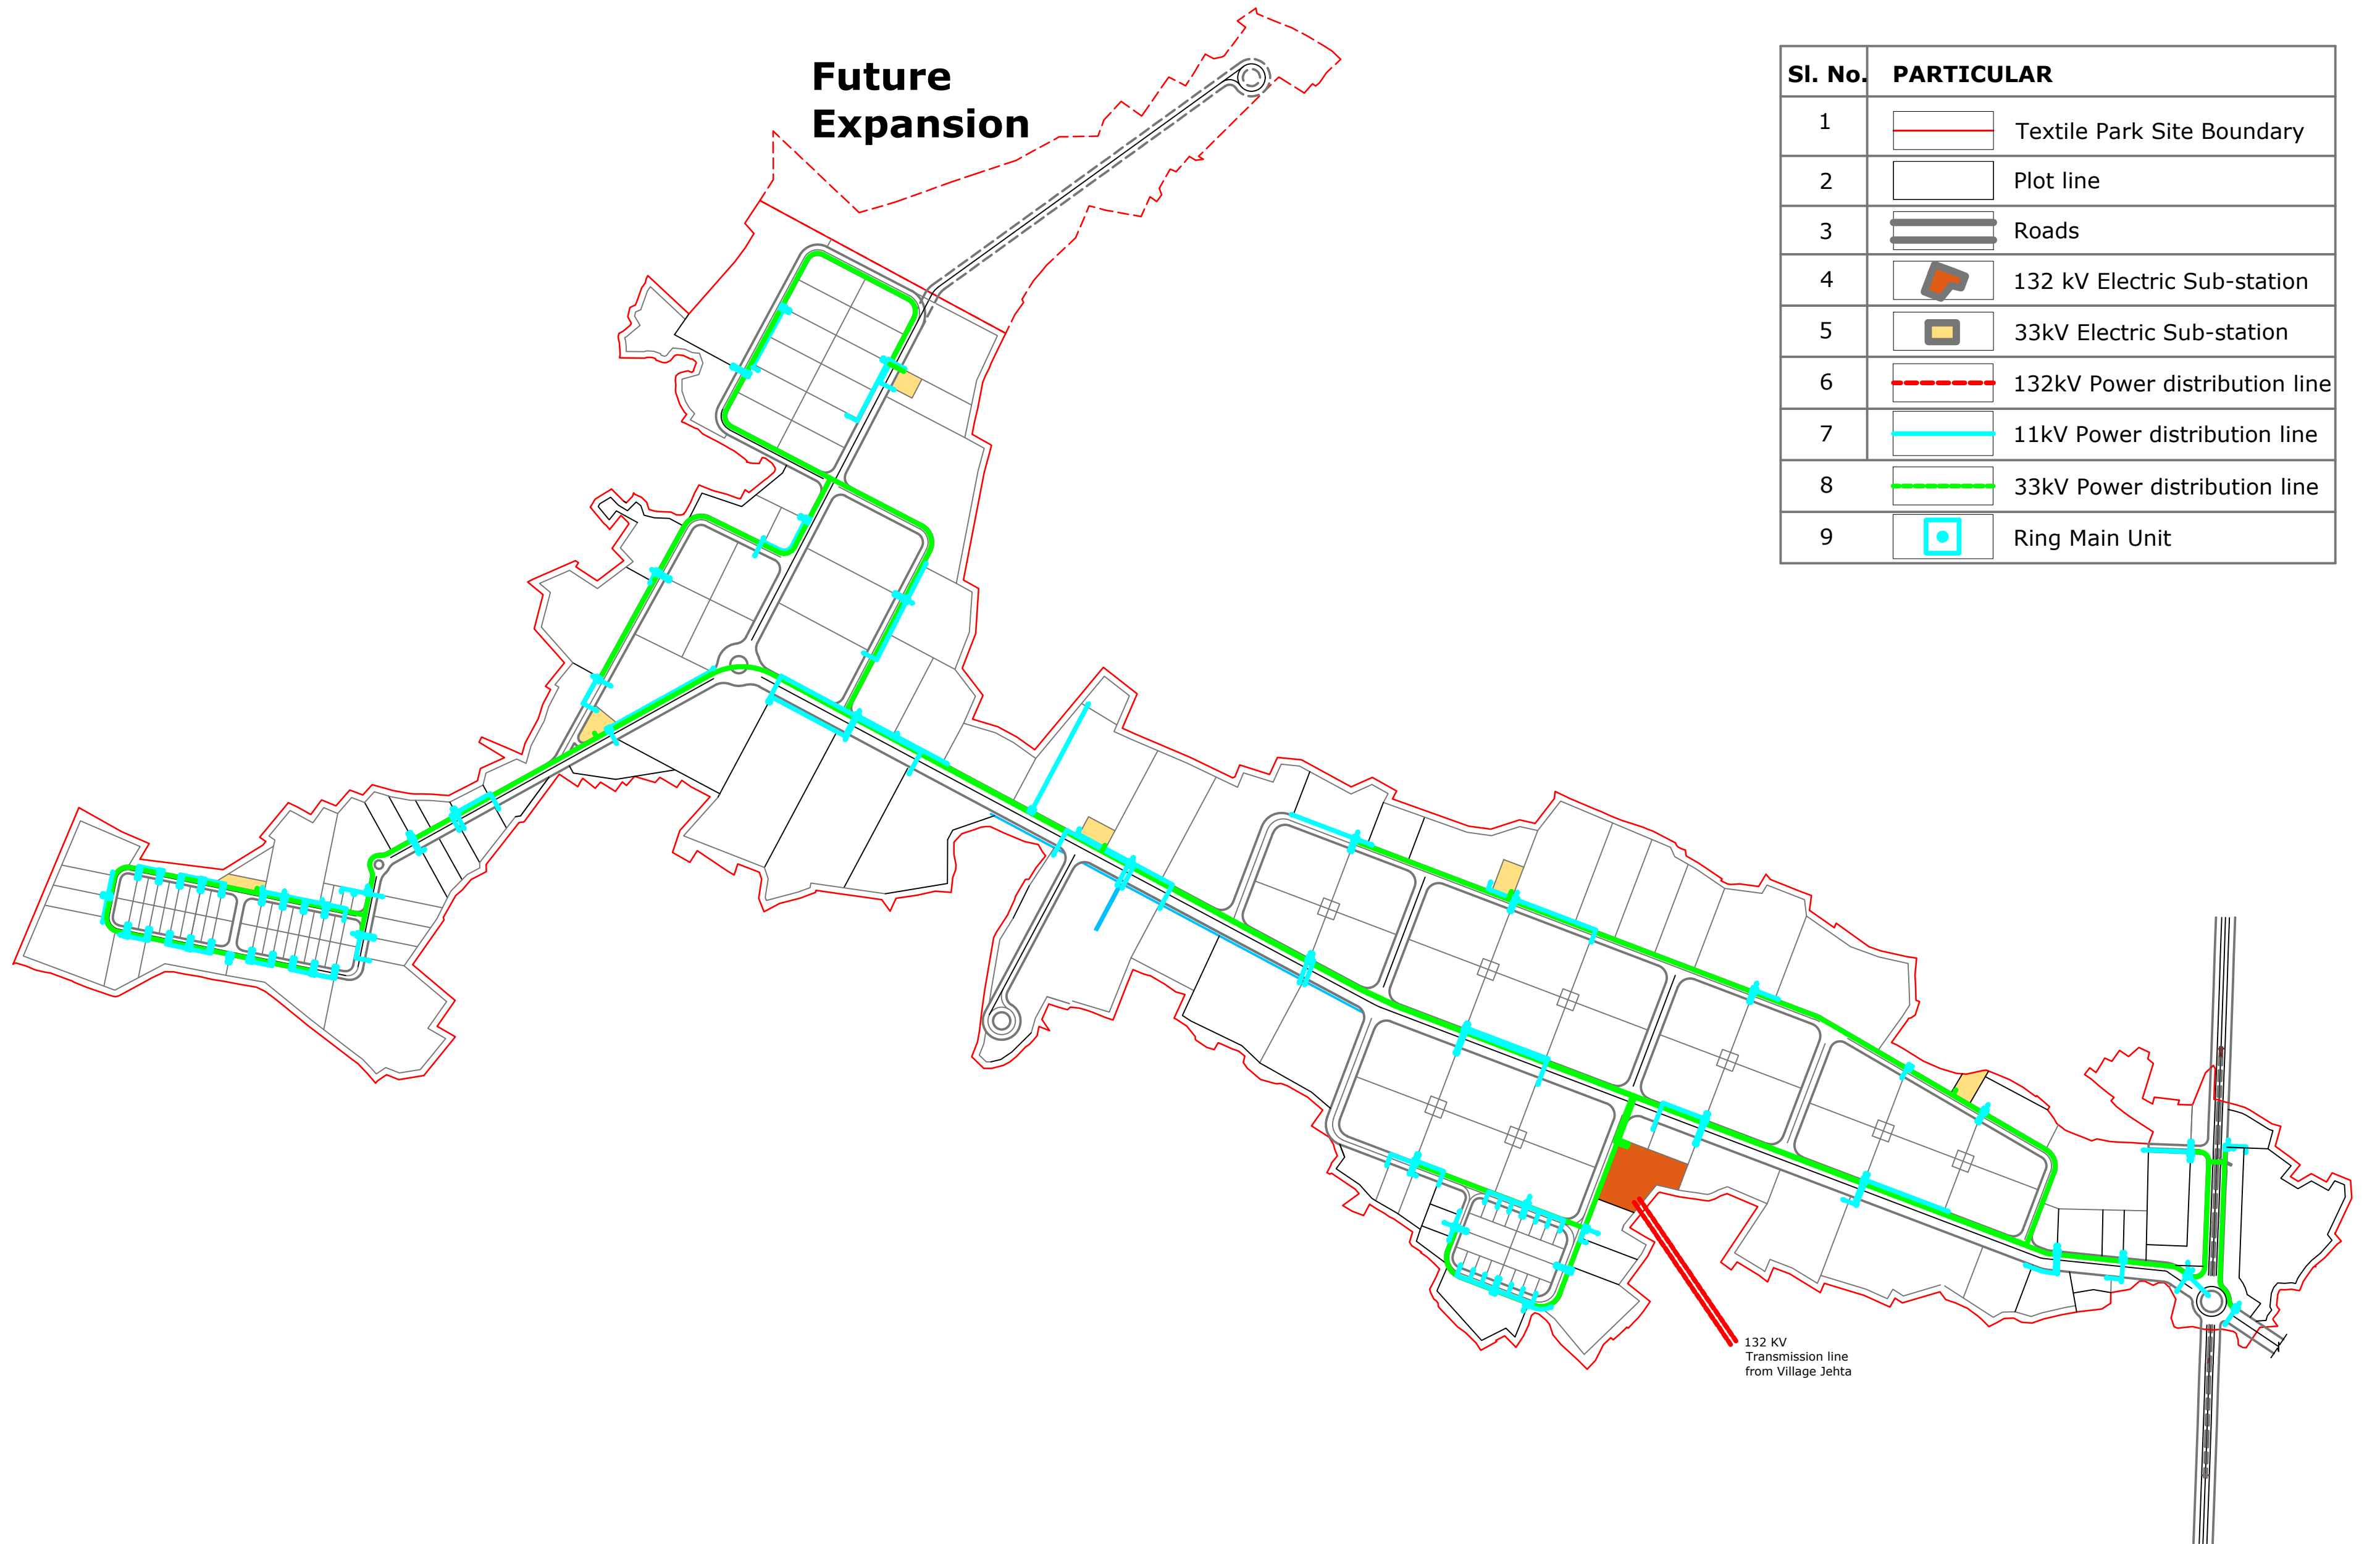 Future
Expansion
Sl. No. PARTICULAR
1 Textile Park Site Boundary
2 Plot line
3 Roads
4 132 kV Electric Sub-station
5 33kV Electric Sub-station
6 132kV Power distribution line
7 11kV Power distribution line
8 33kV Power distribution line
9 Ring Main Unit
132 KV
Transmission line
from Village Jehta